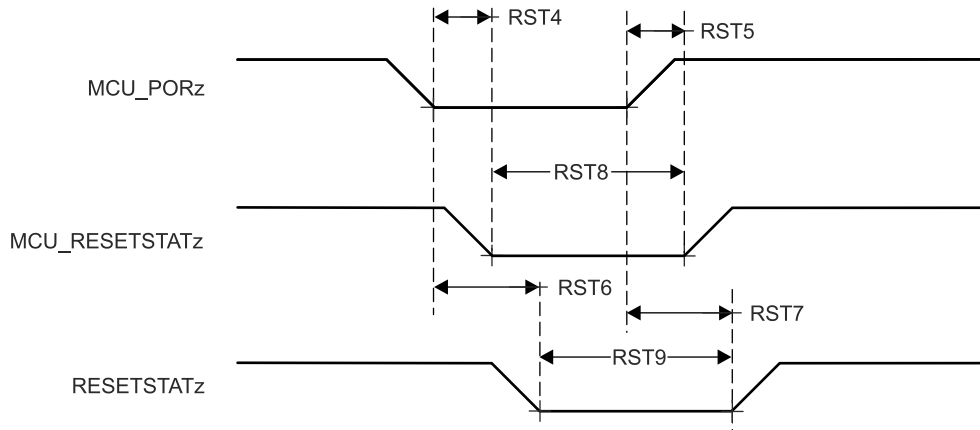 RST4
RST5
MCU_PORz
RST8
MCU_RESETSTATz
RST6
RST7
RST9
RESETSTATz